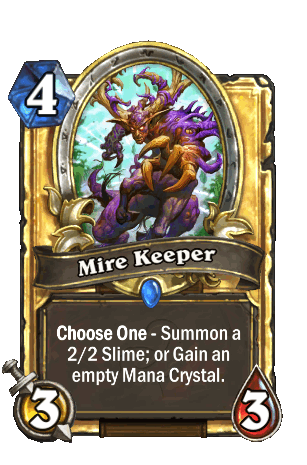 4
Mire Keeper
Choose One - Summon a
2/2 Slime; or Gain an
empty Mana Crystal.
3
3